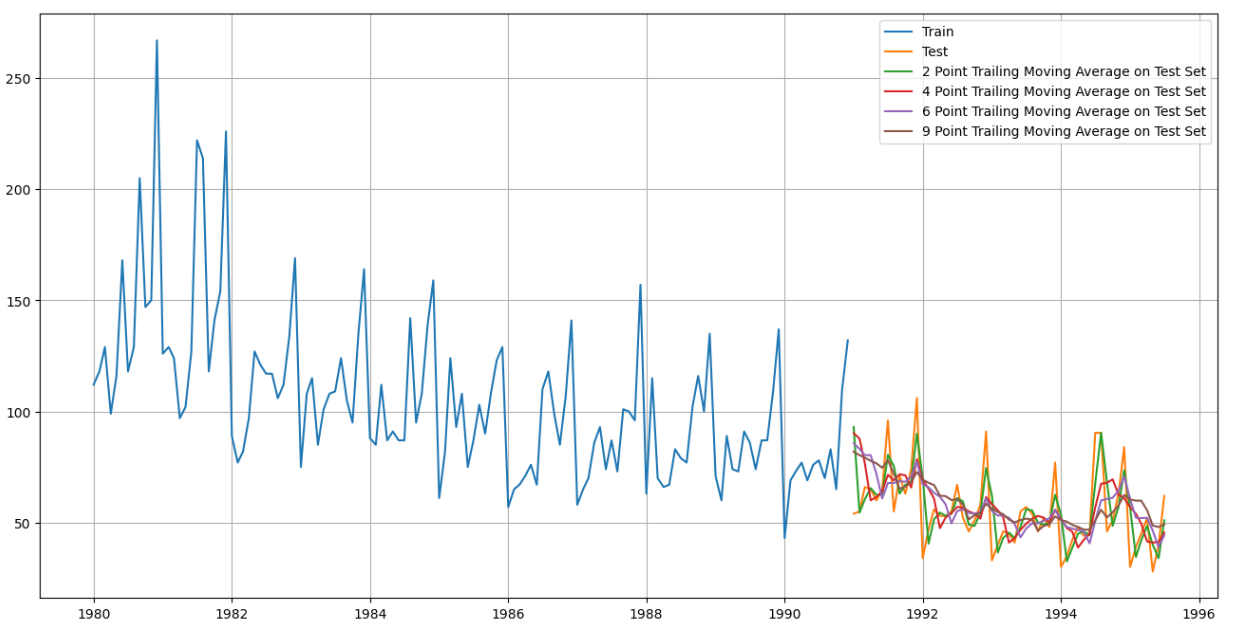 Train
Test
2 Point Trailing Moving Average on Test Set
4 Point Trailing Moving Average on Test Set
6 Point Trailing Moving Average on Test Set
9 Point Trailing Moving Average on Test Set
250
200
150
100
50
1980 1982 1984 1986 1988 1990 1992 1994 1996